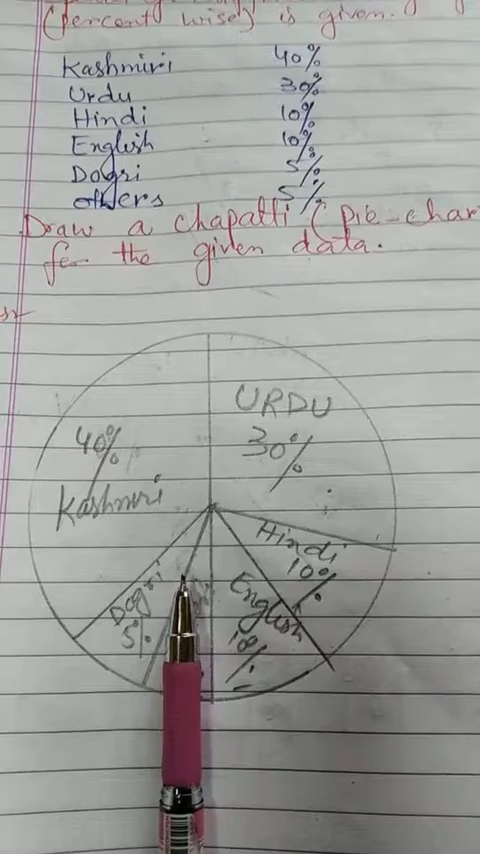 (percent wise) is given.
Kashmiri 40%
Urdu 30%
Hindi 10%
English 10%
Dogri 5%
others 5%
Draw a chapatti (pie-char
for the given data.
URDU
30%
40%
Kashmiri
Hindi
10%
English
10%
Dogri
5%